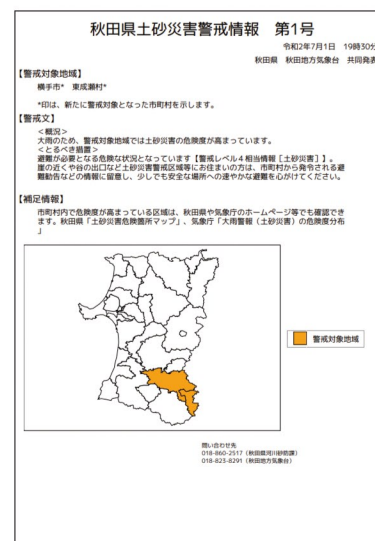 秋田県土砂災害警戒情報　第1号
令和2年7月1日　19時30分
秋田県　秋田地方気象台　共同発表
【警戒対象地域】
横手市*　東成瀬村*
*印は、新たに警戒対象となった市町村を示します。
【警戒文】
＜概況＞
大雨のため、警戒対象地域では土砂災害の危険度が高まっています。
＜とるべき措置＞
避難が必要となる危険な状況となっています【警戒レベル４相当情報［土砂災害］】。
崖の近くや谷の出口など土砂災害警戒区域等にお住まいの方は、市町村から発令される避
難勧告などの情報に留意し、少しでも安全な場所への速やかな避難を心がけてください。
【補足情報】
市町村内で危険度が高まっている区域は、秋田県や気象庁のホームページ等でも確認でき
ます。秋田県「土砂災害危険箇所マップ」、気象庁「大雨警報（土砂災害）の危険度分布
」
警戒対象地域
問い合わせ先
018-860-2517（秋田県河川砂防課）
018-823-8291（秋田地方気象台）